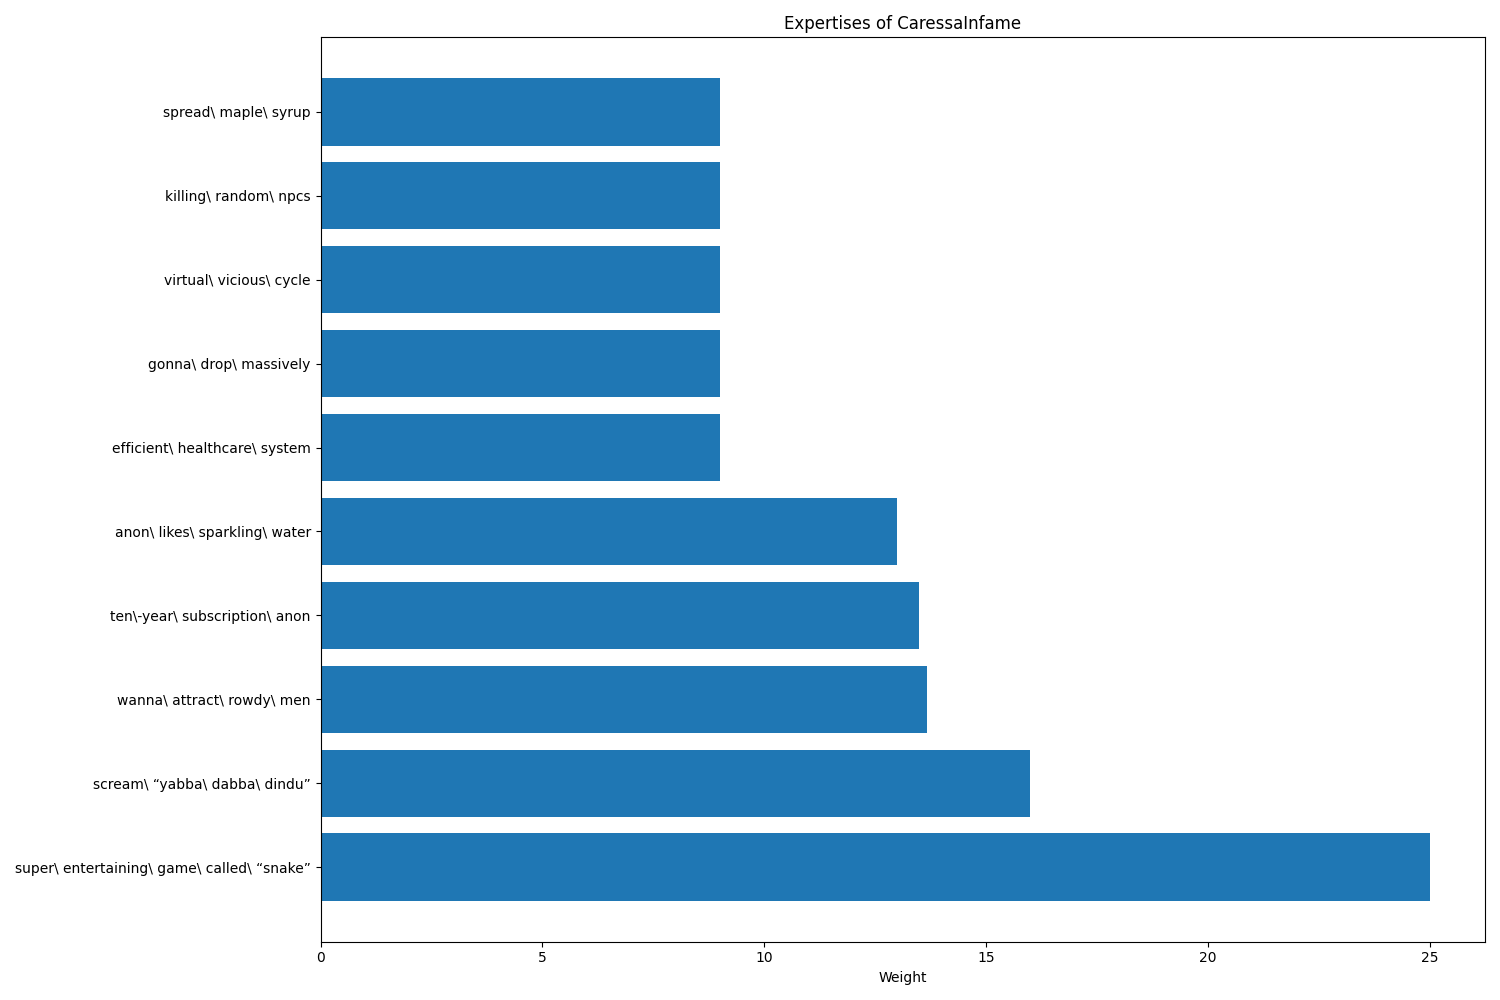 Expertises of CaressaInfame
spread\ maple\ syrup
killing\ random\ npcs
virtual\ vicious\ cycle
gonna\ drop\ massively
efficient\ healthcare\ system
anon\ likes\ sparkling\ water
ten\-year\ subscription\ anon
wanna\ attract\ rowdy\ men
scream\ “yabba\ dabba\ dindu”
super\ entertaining\ game\ called\ “snake”
0 5 10 15 20 25
Weight